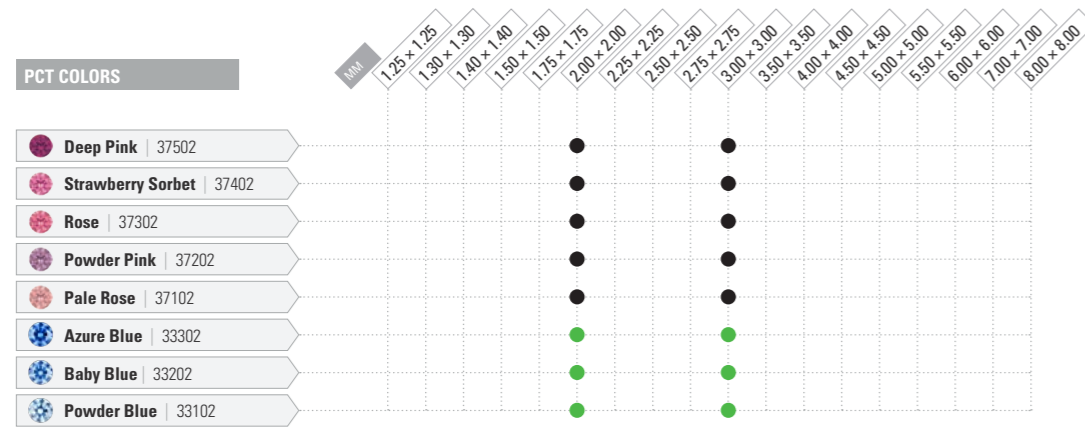 PCT COLORS
MM
1.25 × 1.25
1.30 × 1.30
1.40 × 1.40
1.50 × 1.50
1.75 × 1.75
2.00 × 2.00
2.25 × 2.25
2.50 × 2.50
2.75 × 2.75
3.00 × 3.00
3.50 × 3.50
4.00 × 4.00
4.50 × 4.50
5.00 × 5.00
5.50 × 5.50
6.00 × 6.00
7.00 × 7.00
8.00 × 8.00
Deep Pink | 37502
Strawberry Sorbet | 37402
Rose | 37302
Powder Pink | 37202
Pale Rose | 37102
Azure Blue | 33302
Baby Blue | 33202
Powder Blue | 33102